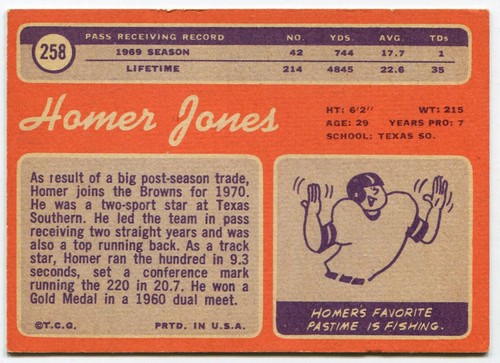 258
PASS RECEIVING RECORD NO. YDS. AVG. TDs
1969 SEASON 42 744 17.7 1
LIFETIME 214 4845 22.6 35
Homer Jones
HT: 6'2" WT: 215
AGE: 29 YEARS PRO: 7
SCHOOL: TEXAS SO.
As result of a big post-season trade,
Homer joins the Browns for 1970.
He was a two-sport star at Texas
Southern. He led the team in pass
receiving two straight years and was
also a top running back. As a track
star, Homer ran the hundred in 9.3
seconds, set a conference mark
running the 220 in 20.7. He won a
Gold Medal in a 1960 dual meet.
©T.C.G. PRTD. IN U.S.A.
HOMERS FAVORITE
PASTIME IS FISHING.